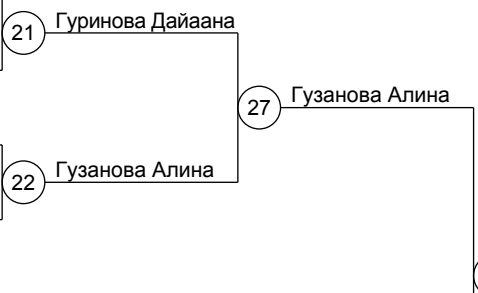 21 Гуринова Дайаана
27 Гузанова Алина
22 Гузанова Алина